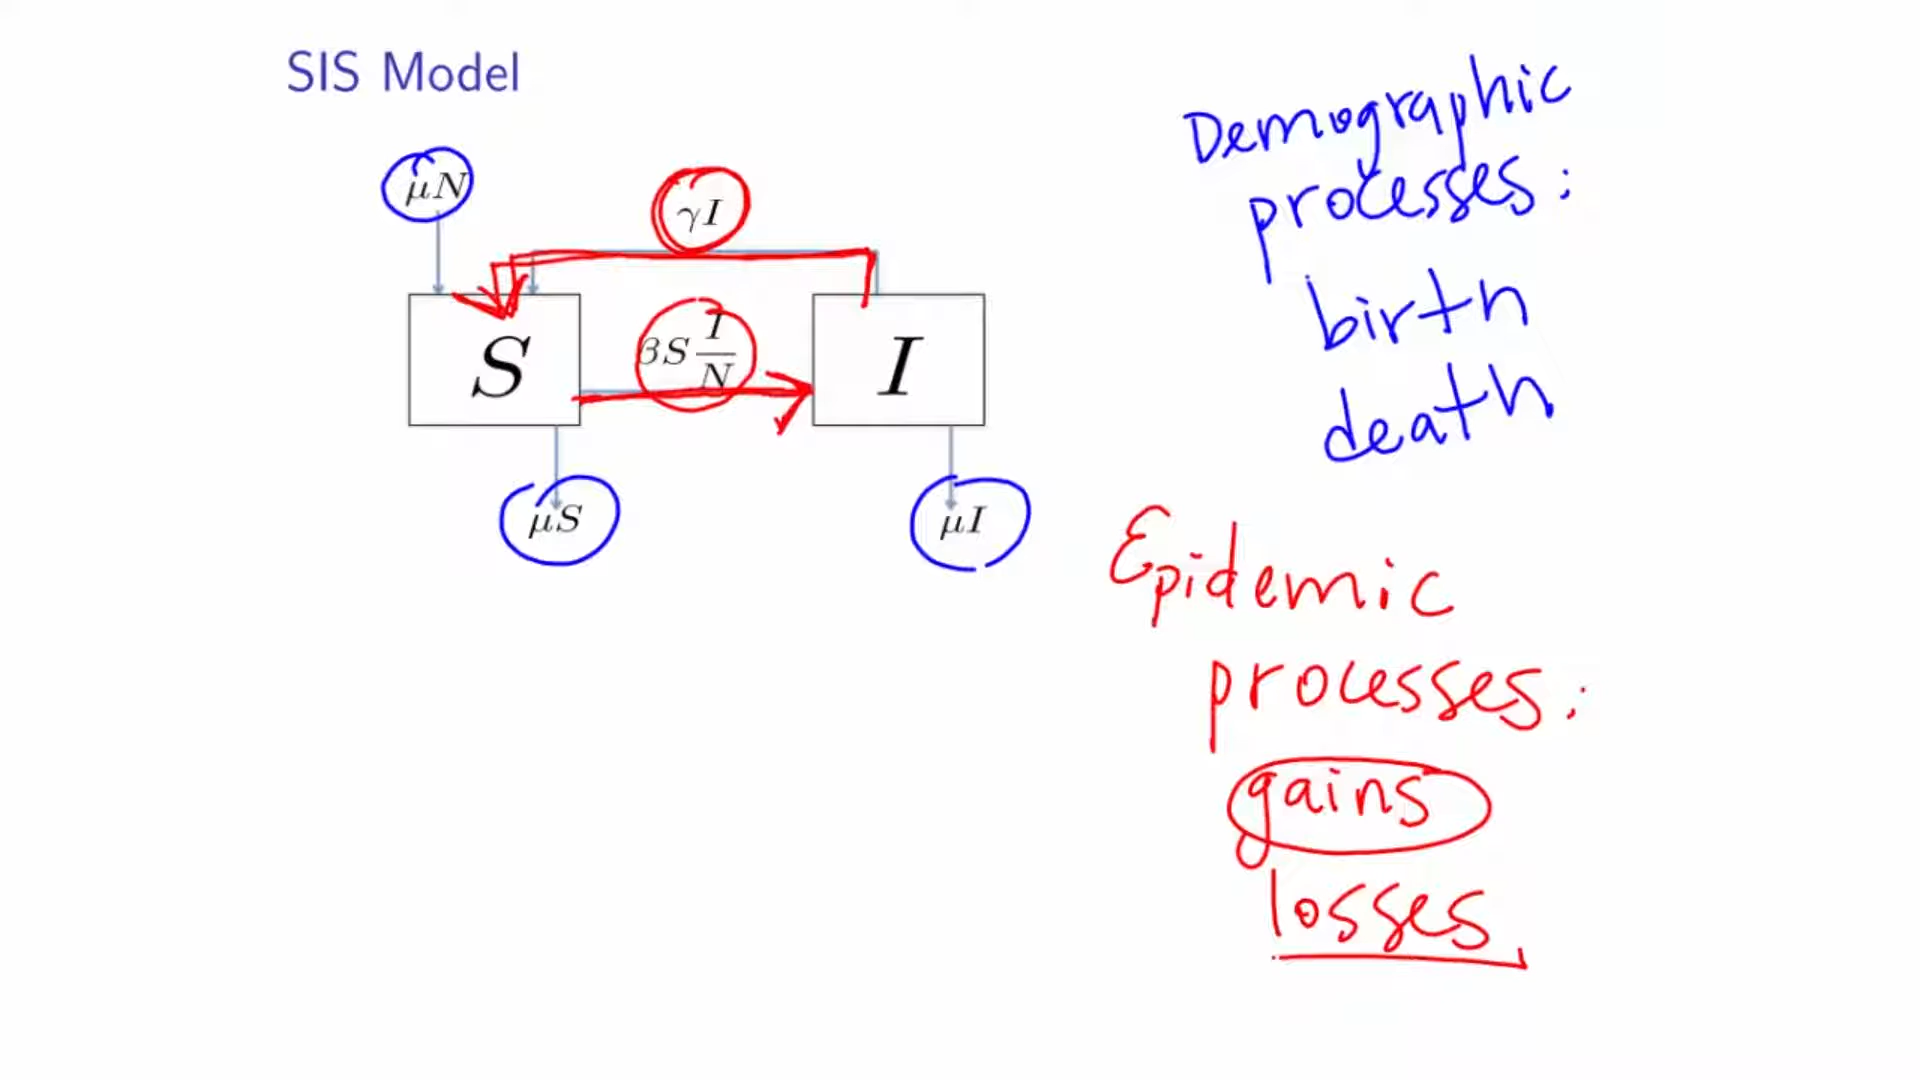 SIS Model
μN
γI
S
βS I/N
I
μS
μI
Demographic
processes:
birth
death
Epidemic
processes:
gains
losses